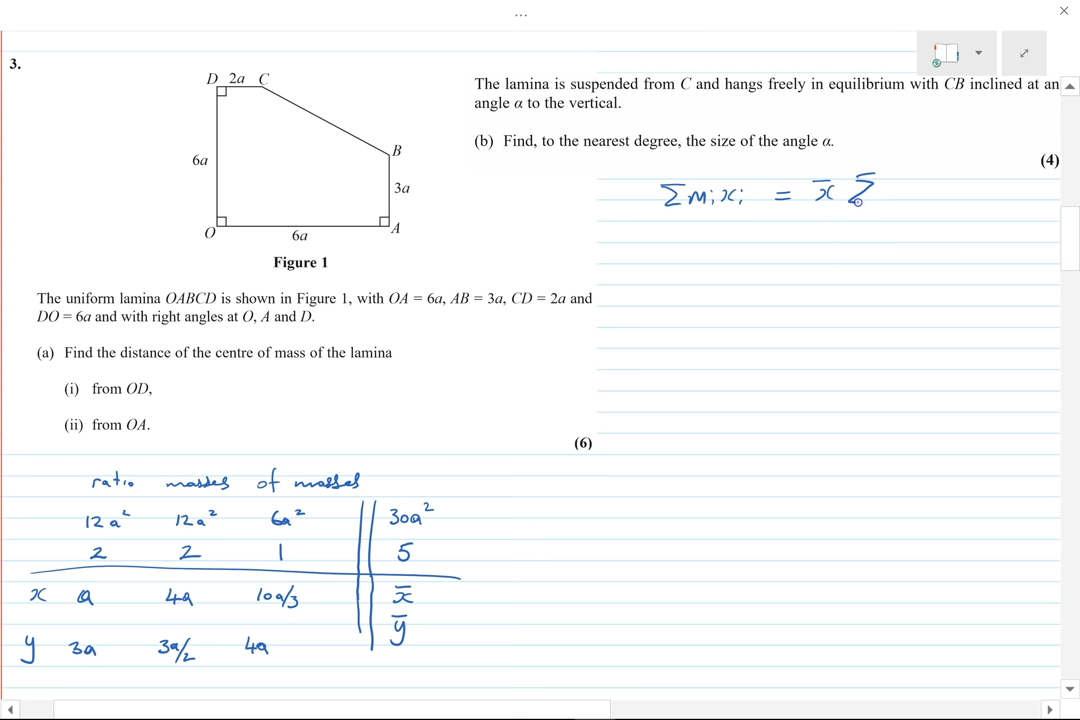 3.
D 2a C
6a
B
3a
O
6a
A
Figure 1
The uniform lamina OABCD is shown in Figure 1, with OA = 6a, AB = 3a, CD = 2a and
DO = 6a and with right angles at O, A and D.
(a) Find the distance of the centre of mass of the lamina
(i) from OD,
(ii) from OA.
(6)
The lamina is suspended from C and hangs freely in equilibrium with CB inclined at an
angle α to the vertical.
(b) Find, to the nearest degree, the size of the angle α.
(4)
Σ mᵢ xᵢ = x̄ Σ
ratio masses of masses
12a² 12a² 6a² 30a²
2 2 1 5
x a 4a 10a/3 x̄
y 3a 3a/2 4a ȳ